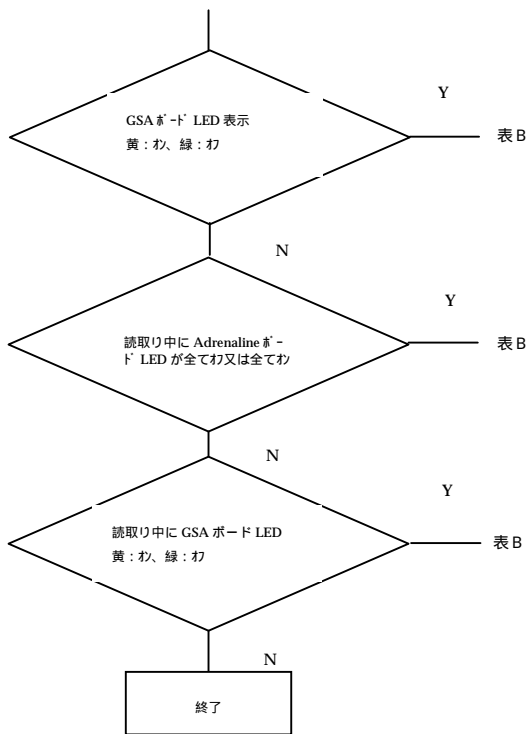 Y
GSA ﾎﾞｰﾄﾞ LED 表示
表 B
黄：ｵﾝ、緑：ｵﾌ
N
Y
読取り中に Adrenaline ﾎﾞｰ
表 B
ﾄﾞ LED が全てｵﾌ又は全てｵﾝ
N
Y
読取り中に GSA ボード LED
表 B
黄：ｵﾝ、緑：ｵﾌ
N
終了